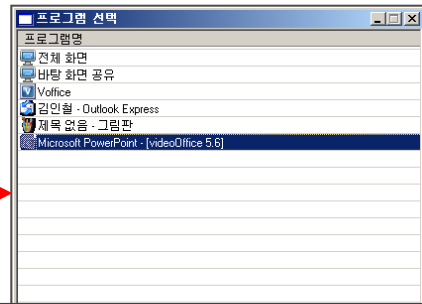 프로그램 선택
프로그램명
전체 화면
바탕 화면 공유
Voffice
김인철 - Outlook Express
제목 없음 - 그림판
Microsoft PowerPoint - [videoOffice 5.6]